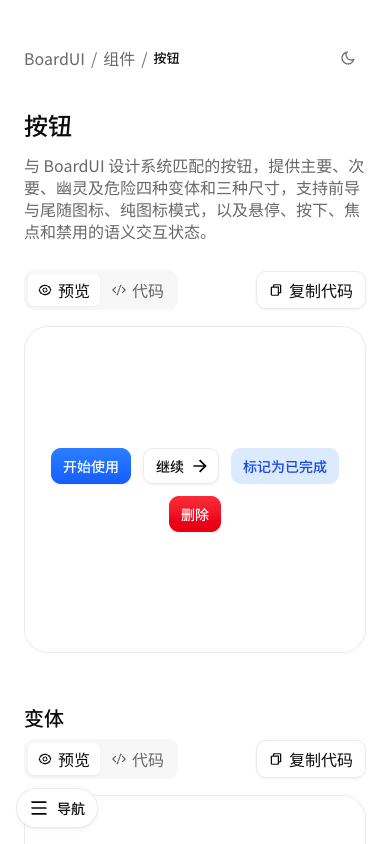 BoardUI / 组件 / 按钮
按钮
与 BoardUI 设计系统匹配的按钮，提供主要、次
要、幽灵及危险四种变体和三种尺寸，支持前导
与尾随图标、纯图标模式，以及悬停、按下、焦
点和禁用的语义交互状态。
预览 代码 复制代码
开始使用 继续 标记为已完成
删除
变体
预览 代码 复制代码
导航